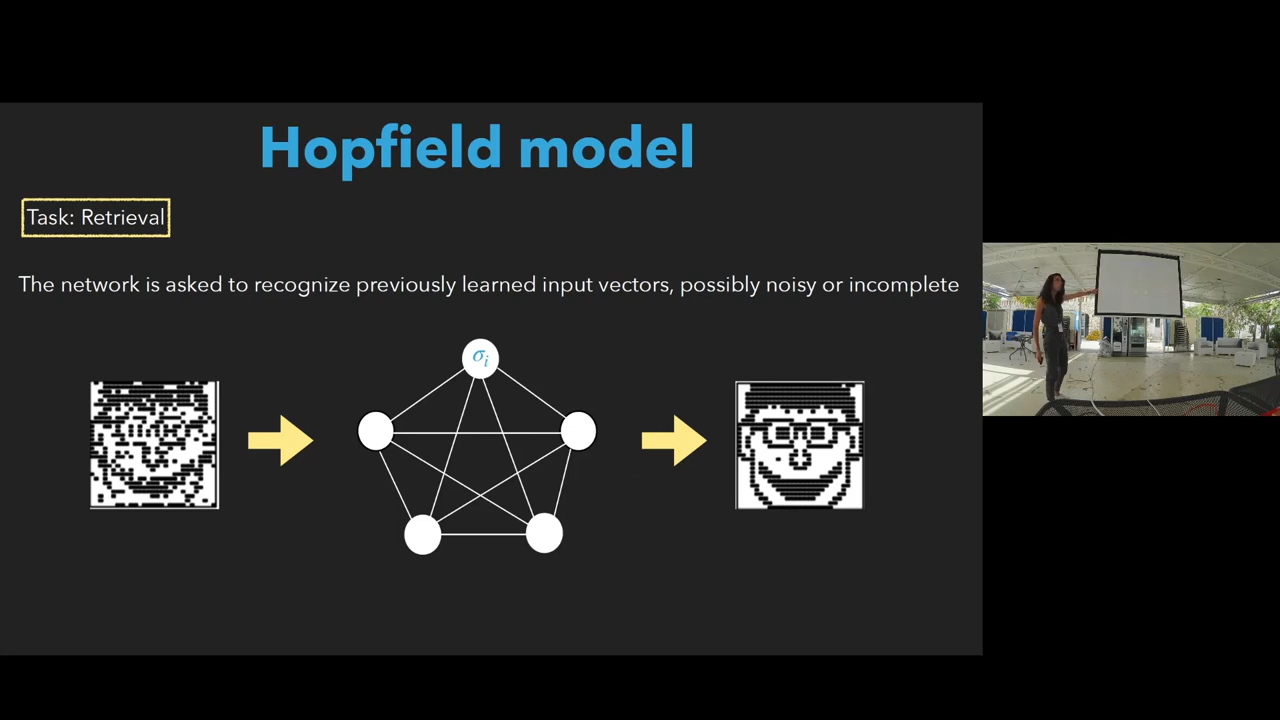 Hopfield model
Task: Retrieval
The network is asked to recognize previously learned input vectors, possibly noisy or incomplete
σᵢ